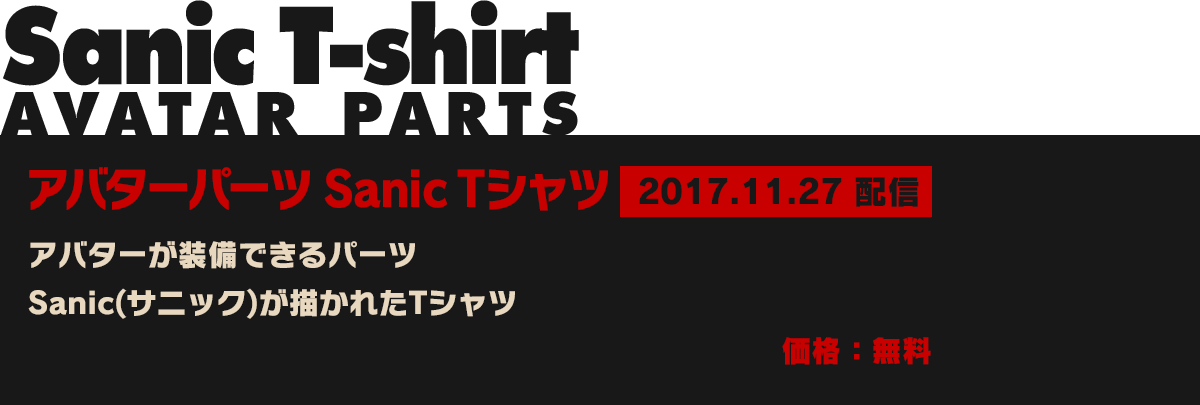 Sanic T-shirt
AVATAR PARTS
アバターパーツ Sanic Tシャツ 2017.11.27 配信
アバターが装備できるパーツ
Sanic(サニック)が描かれたTシャツ
価格：無料